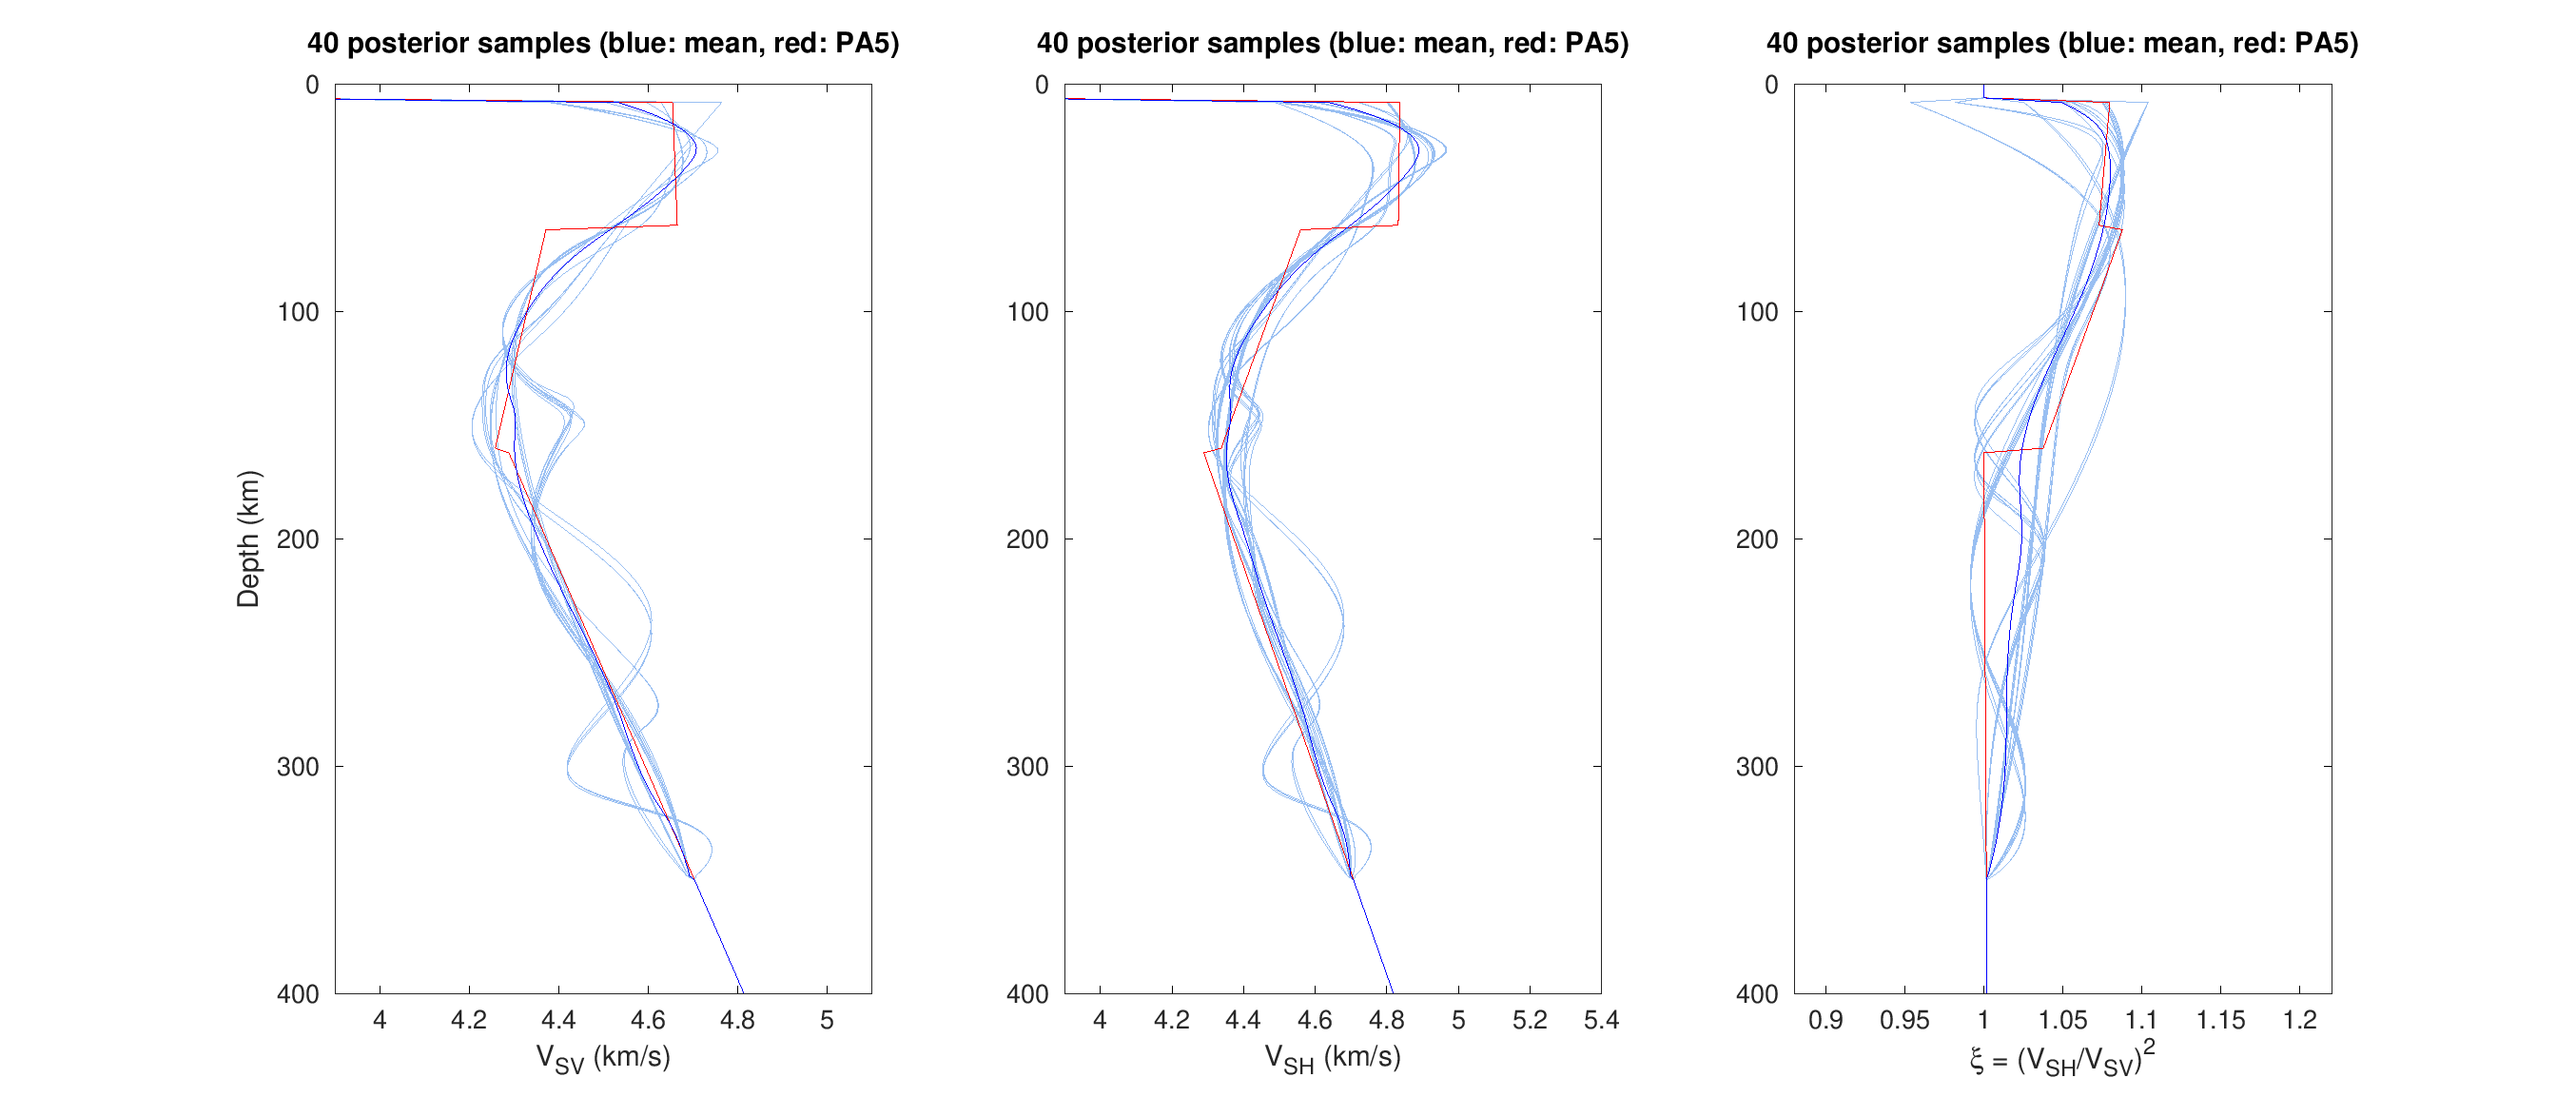 40 posterior samples (blue: mean, red: PA5)
0
100
200
300
400
Depth (km)
4 4.2 4.4 4.6 4.8 5
V_SV (km/s)
40 posterior samples (blue: mean, red: PA5)
0
100
200
300
400
4 4.2 4.4 4.6 4.8 5 5.2 5.4
V_SH (km/s)
40 posterior samples (blue: mean, red: PA5)
0
100
200
300
400
0.9 0.95 1 1.05 1.1 1.15 1.2
ξ = (V_SH/V_SV)^2